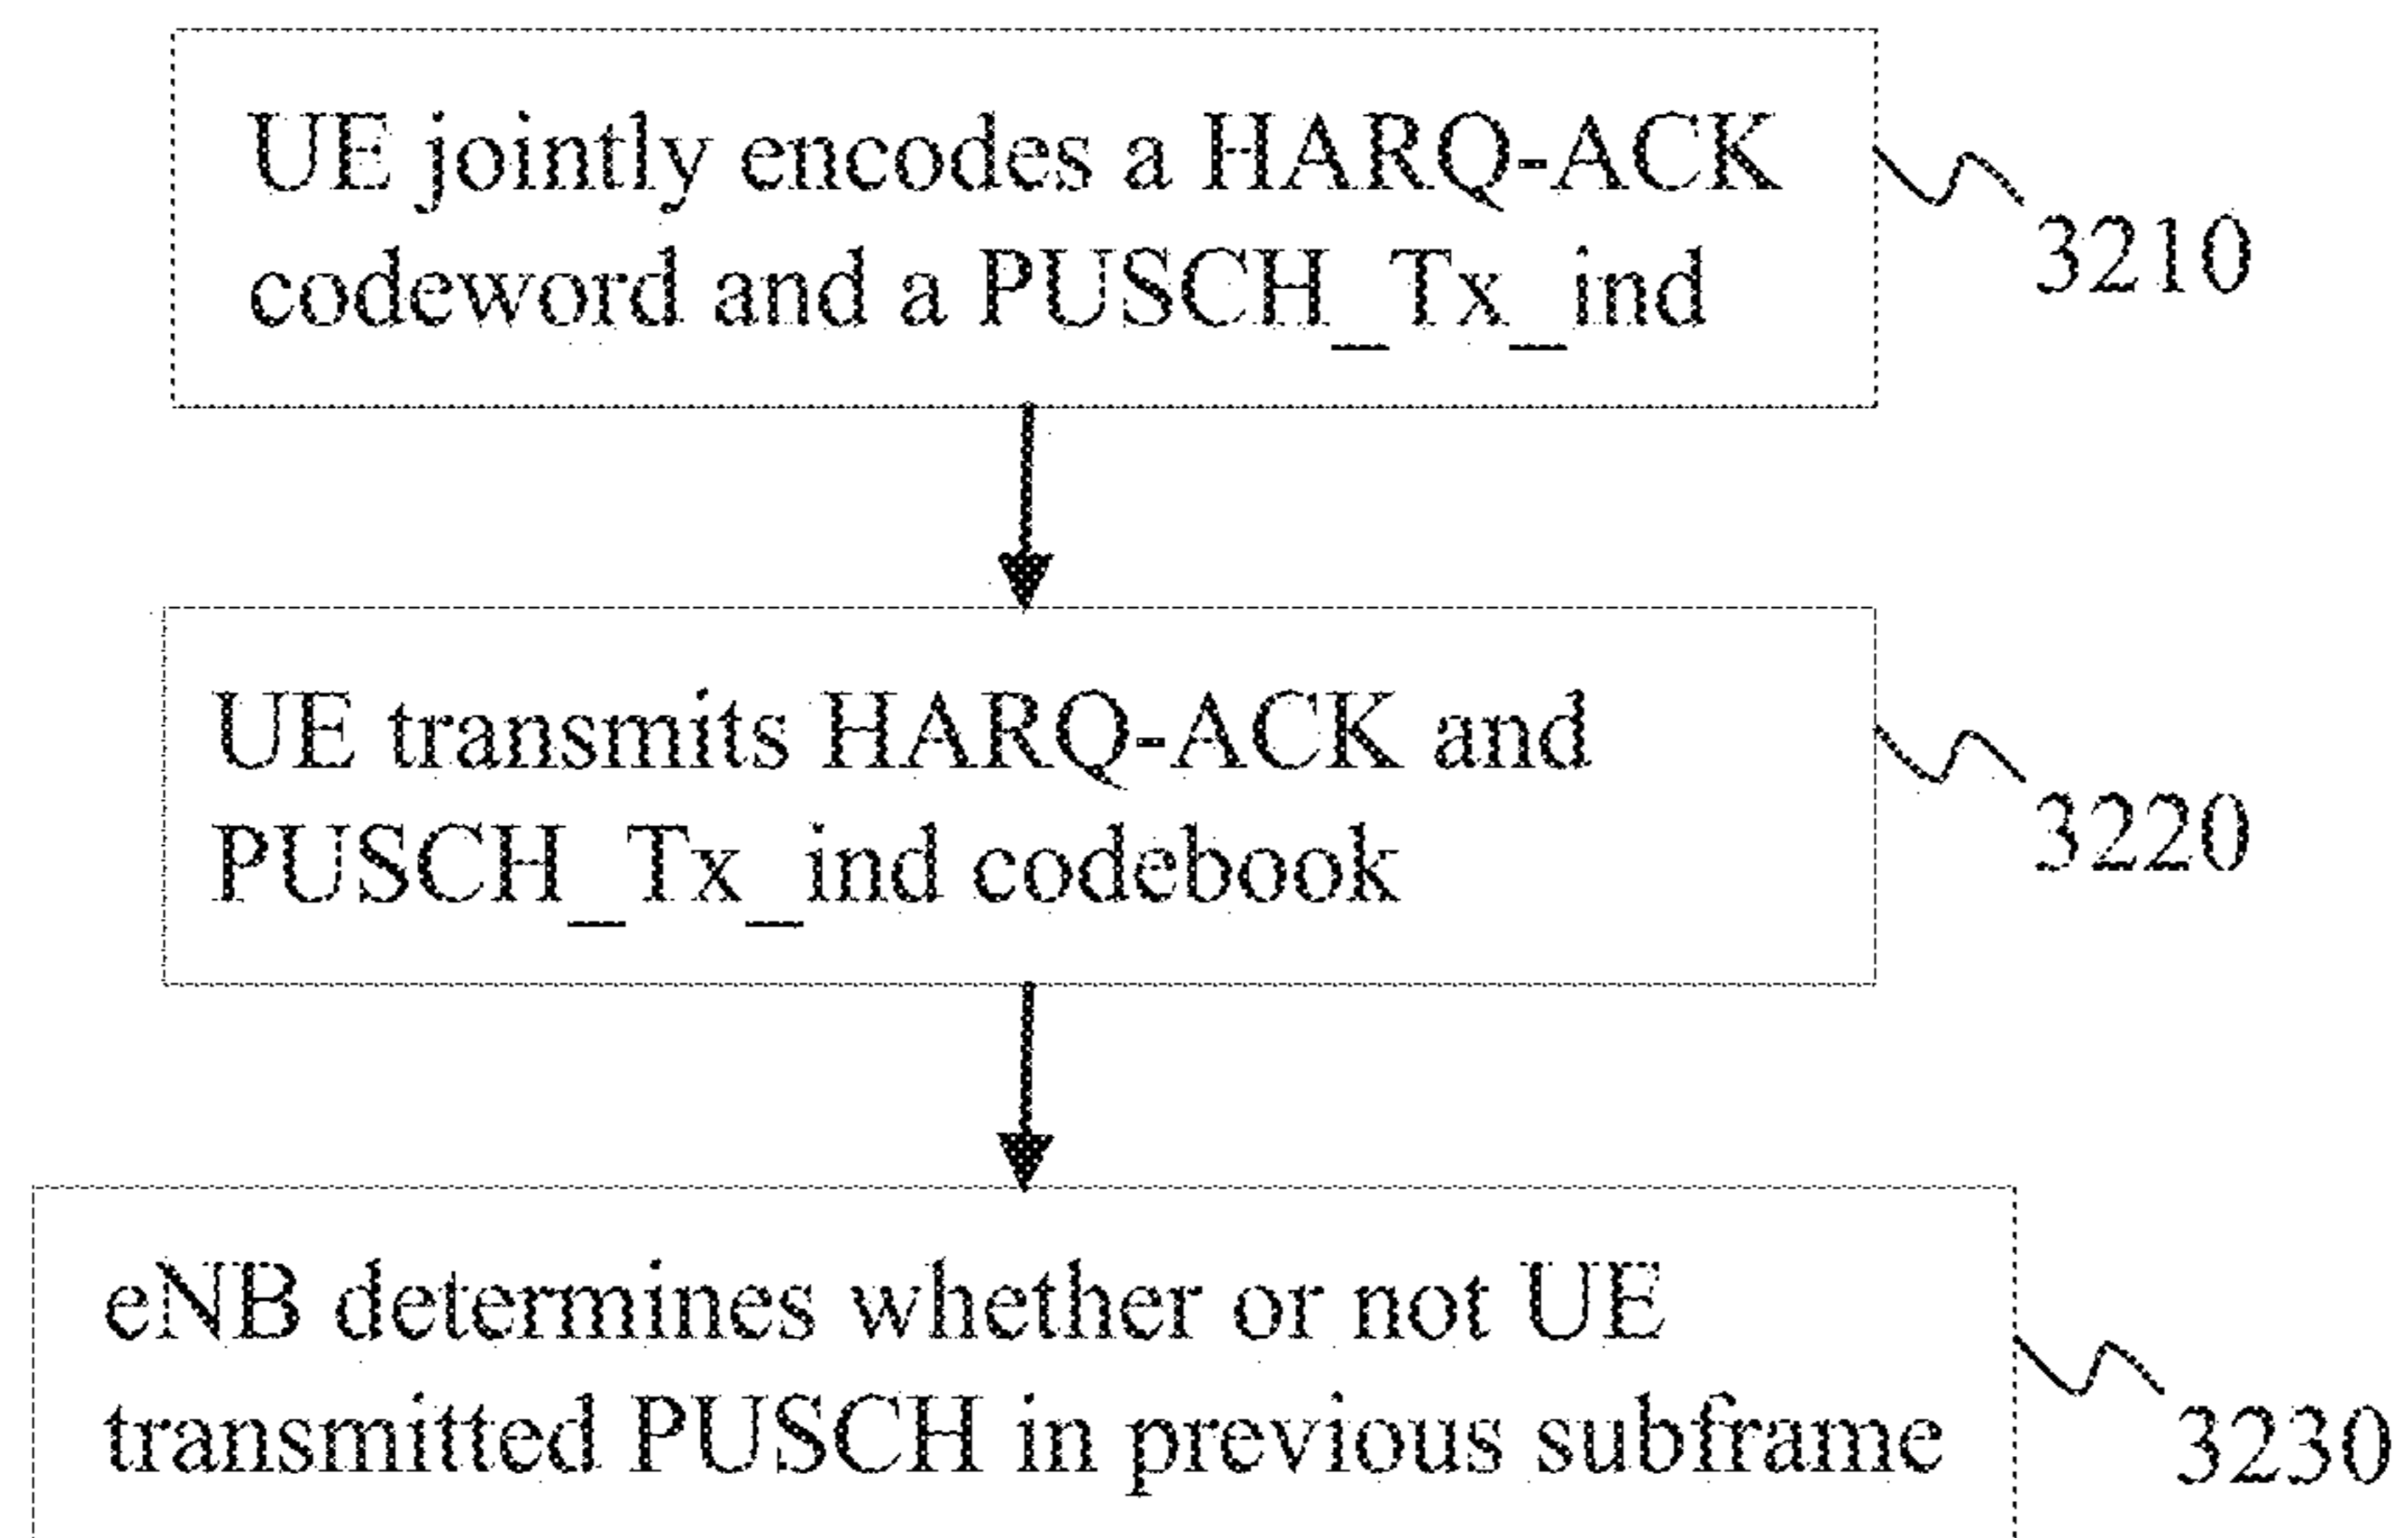 UE jointly encodes a HARQ-ACK
codeword and a PUSCH_Tx_ind
3210
UE transmits HARQ-ACK and
PUSCH_Tx_ind codebook
3220
eNB determines whether or not UE
transmitted PUSCH in previous subframe
3230